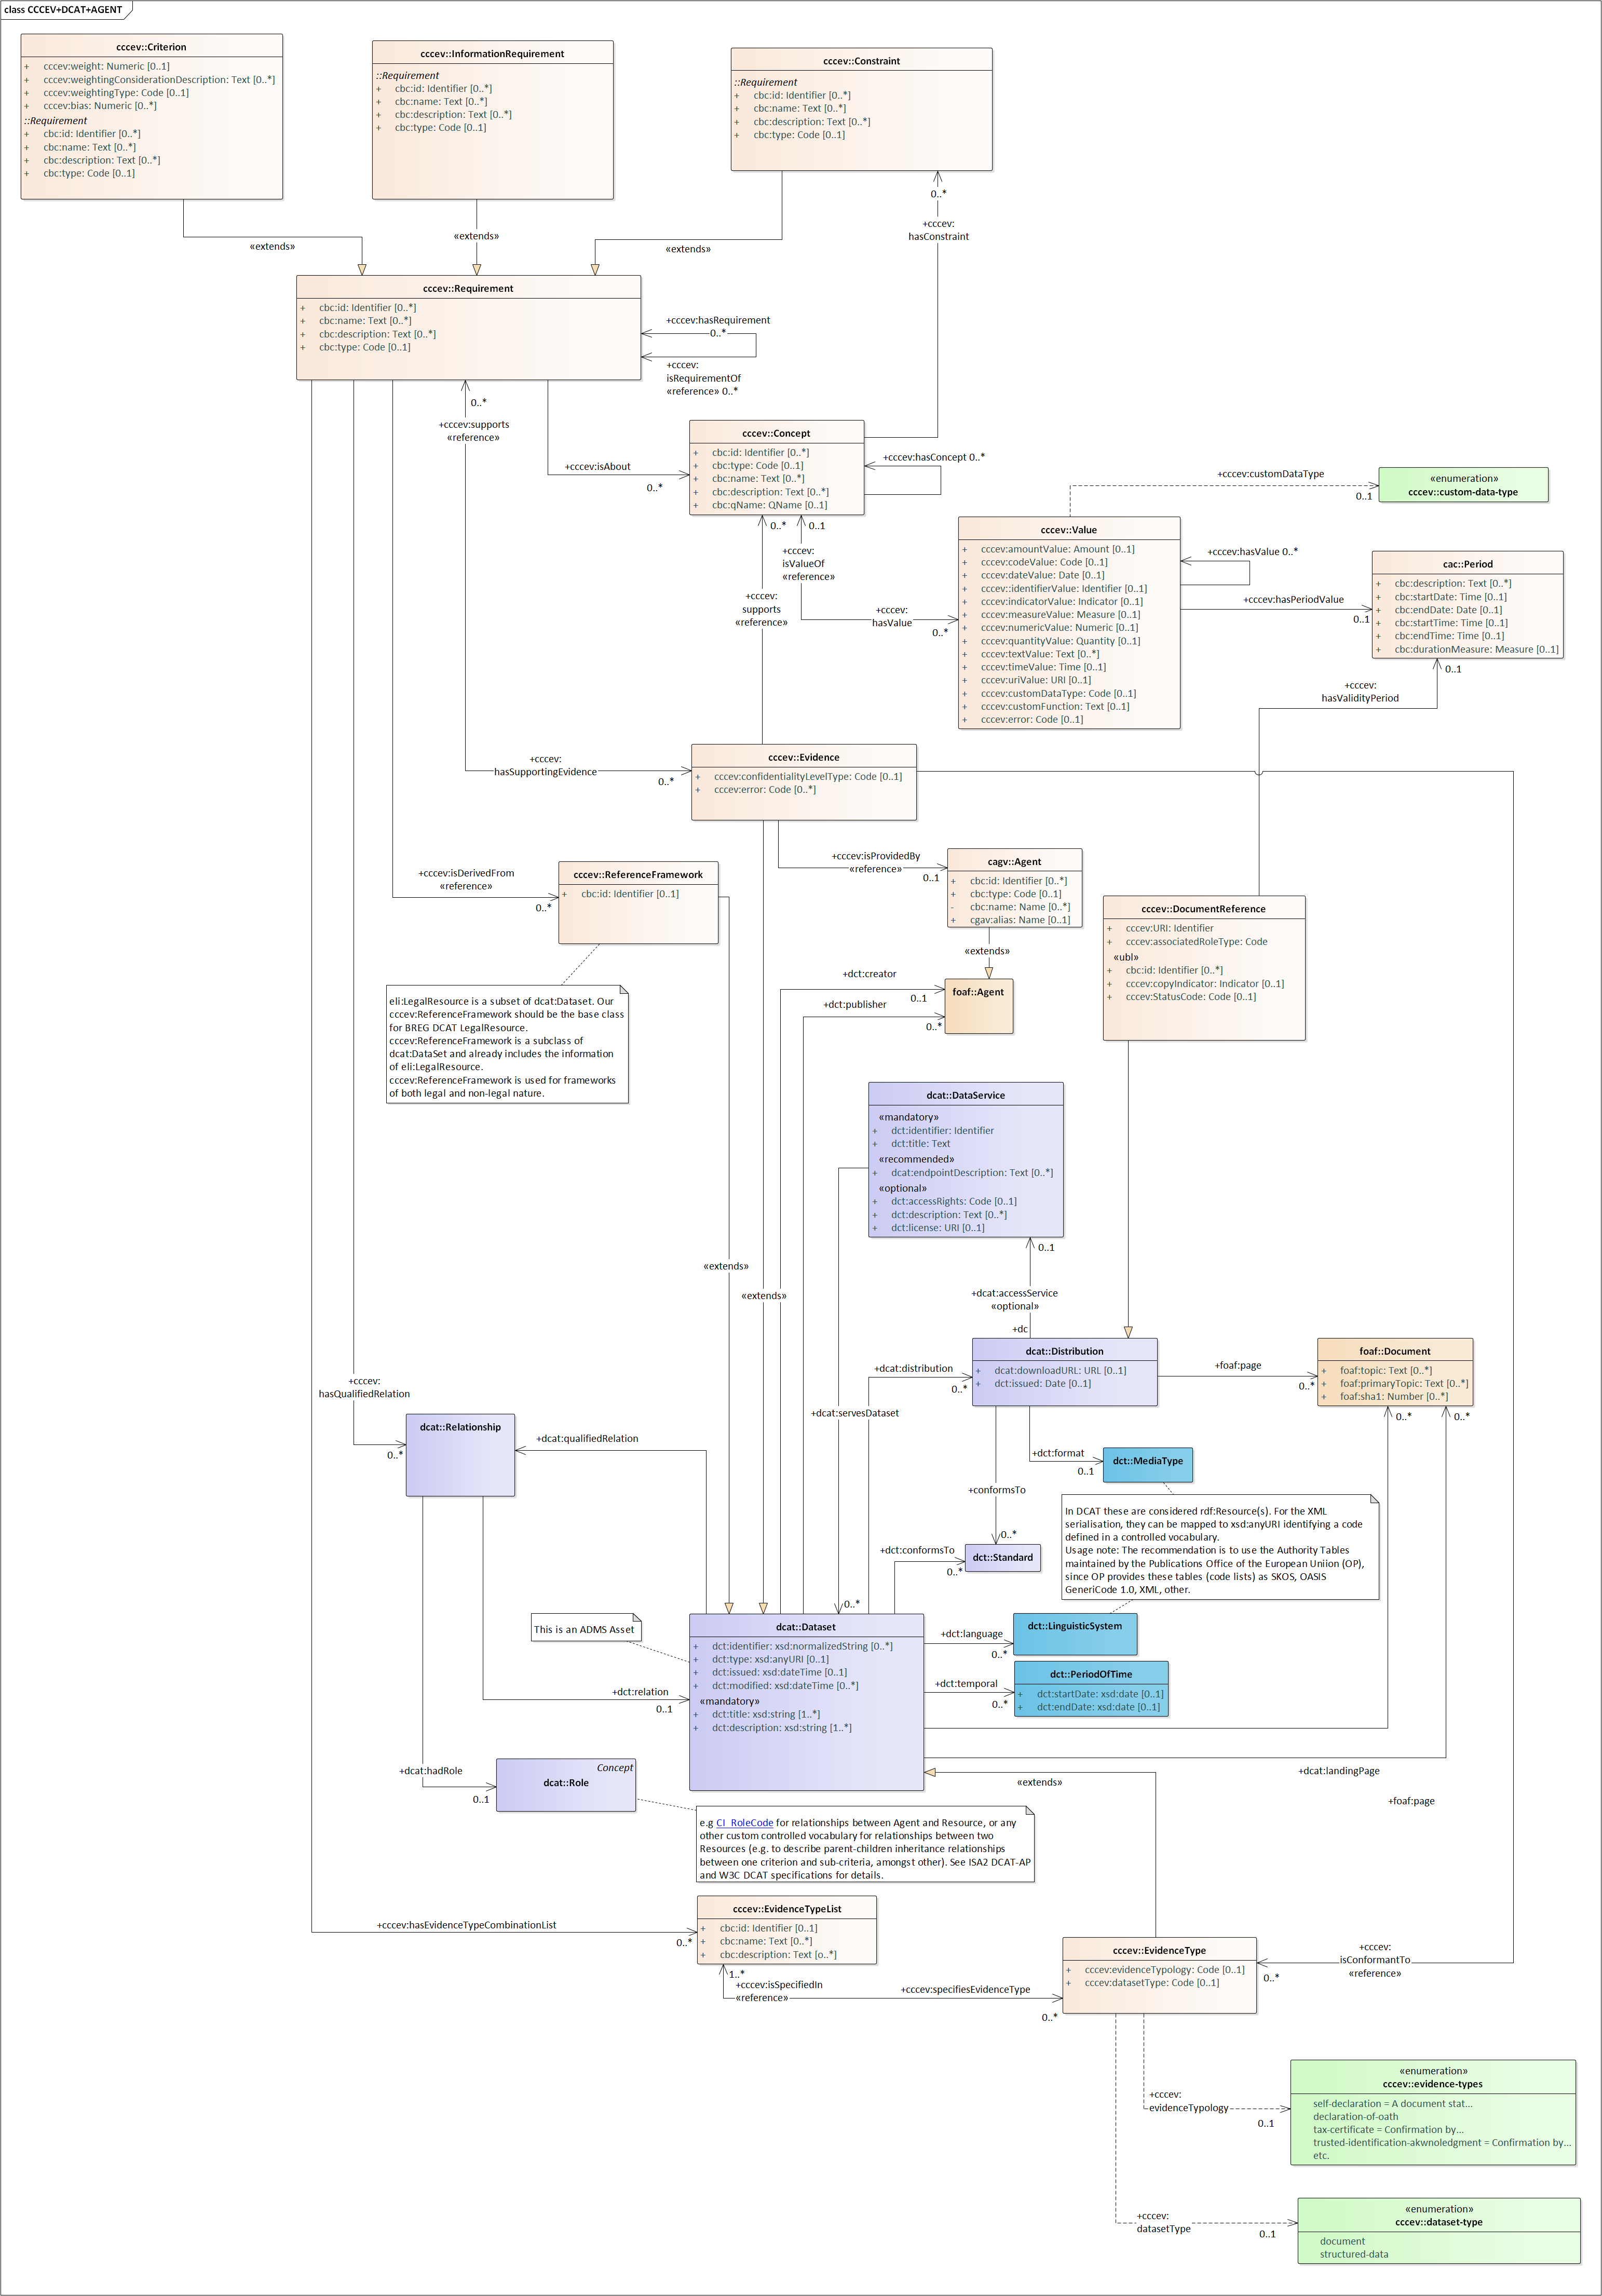 class CCCEV+DCAT+AGENT
cccev::Criterion
+ cccev:weight: Numeric [0..1]
+ cccev:weightingConsiderationDescription: Text [0..*]
+ cccev:weightingType: Code [0..1]
+ cccev:bias: Numeric [0..*]
::Requirement
+ cbc:id: Identifier [0..*]
+ cbc:name: Text [0..*]
+ cbc:description: Text [0..*]
+ cbc:type: Code [0..1]
cccev::InformationRequirement
::Requirement
+ cbc:id: Identifier [0..*]
+ cbc:name: Text [0..*]
+ cbc:description: Text [0..*]
+ cbc:type: Code [0..1]
cccev::Constraint
::Requirement
+ cbc:id: Identifier [0..*]
+ cbc:name: Text [0..*]
+ cbc:description: Text [0..*]
+ cbc:type: Code [0..1]
0..*
+cccev:
hasConstraint
«extends»
«extends»
«extends»
cccev::Requirement
+ cbc:id: Identifier [0..*]
+ cbc:name: Text [0..*]
+ cbc:description: Text [0..*]
+ cbc:type: Code [0..1]
+cccev:hasRequirement
0..*
+cccev:
isRequirementOf
«reference» 0..*
0..*
+cccev:supports
«reference»
+cccev:isAbout
0..*
cccev::Concept
+ cbc:id: Identifier [0..*]
+ cbc:type: Code [0..1]
+ cbc:name: Text [0..*]
+ cbc:description: Text [0..*]
+ cbc:qName: QName [0..1]
+cccev:hasConcept 0..*
+cccev:customDataType
0..1
«enumeration»
cccev::custom-data-type
0..*
0..1
+cccev:
isValueOf
«reference»
+cccev:
supports
«reference»
+cccev:
hasValue
0..*
cccev::Value
+ cccev:amountValue: Amount [0..1]
+ cccev:codeValue: Code [0..1]
+ cccev:dateValue: Date [0..1]
+ cccev:identifierValue: Identifier [0..1]
+ cccev:indicatorValue: Indicator [0..1]
+ cccev:measureValue: Measure [0..1]
+ cccev:numericValue: Numeric [0..1]
+ cccev:quantityValue: Quantity [0..1]
+ cccev:textValue: Text [0..*]
+ cccev:timeValue: Time [0..1]
+ cccev:uriValue: URI [0..1]
+ cccev:customDataType: Code [0..1]
+ cccev:customFunction: Text [0..1]
+ cccev:error: Code [0..1]
+cccev:hasValue 0..*
+cccev:hasPeriodValue
0..1
cac::Period
+ cbc:description: Text [0..*]
+ cbc:startDate: Time [0..1]
+ cbc:endDate: Date [0..1]
+ cbc:startTime: Time [0..1]
+ cbc:endTime: Time [0..1]
+ cbc:durationMeasure: Measure [0..1]
0..1
+cccev:
hasValidityPeriod
+cccev:
hasSupportingEvidence
0..*
cccev::Evidence
+ cccev:confidentialityLevelType: Code [0..1]
+ cccev:error: Code [0..*]
+cccev:isProvidedBy
«reference»
0..1
cagv::Agent
+ cbc:id: Identifier [0..*]
+ cbc:type: Code [0..1]
- cbc:name: Name [0..*]
+ cgav:alias: Name [0..1]
«extends»
+cccev:isDerivedFrom
«reference»
0..*
cccev::ReferenceFramework
+ cbc:id: Identifier [0..1]
cccev::DocumentReference
+ cccev:URI: Identifier
+ cccev:associatedRoleType: Code
«ubl»
+ cbc:id: Identifier [0..*]
+ cccev:copyIndicator: Indicator [0..1]
+ cccev:StatusCode: Code [0..1]
+dct:creator
0..1
+dct:publisher
0..*
foaf::Agent
eli:LegalResource is a subset of dcat:Dataset. Our
cccev:ReferenceFramework should be the base class
for BREG DCAT LegalResource.
cccev:ReferenceFramework is a subclass of
dcat:DataSet and already includes the information
of eli:LegalResource.
cccev:ReferenceFramework is used for frameworks
of both legal and non-legal nature.
dcat::DataService
«mandatory»
+ dct:identifier: Identifier
+ dct:title: Text
«recommended»
+ dcat:endpointDescription: Text [0..*]
«optional»
+ dct:accessRights: Code [0..1]
+ dct:description: Text [0..*]
+ dct:license: URI [0..1]
0..1
+dcat:accessService
«optional»
+dc
«extends»
«extends»
dcat::Distribution
+ dcat:downloadURL: URL [0..1]
+ dct:issued: Date [0..1]
+foaf:page
0..*
foaf::Document
+ foaf:topic: Text [0..*]
+ foaf:primaryTopic: Text [0..*]
+ foaf:sha1: Number [0..*]
0..*
0..*
+dcat:distribution
0..*
+dcat:servesDataset
+cccev:
hasQualifiedRelation
0..*
dcat::Relationship
+dcat:qualifiedRelation
+dct:format
0..1
dct::MediaType
+conformsTo
0..*
+dct:conformsTo
0..*
dct::Standard
In DCAT these are considered rdf:Resource(s). For the XML
serialisation, they can be mapped to xsd:anyURI identifying a code
defined in a controlled vocabulary.
Usage note: The recommendation is to use the Authority Tables
maintained by the Publications Office of the European Uniion (OP),
since OP provides these tables (code lists) as SKOS, OASIS
GeneriCode 1.0, XML, other.
0..*
This is an ADMS Asset
dcat::Dataset
+ dct:identifier: xsd:normalizedString [0..*]
+ dct:type: xsd:anyURI [0..1]
+ dct:issued: xsd:dateTime [0..1]
+ dct:modified: xsd:dateTime [0..*]
«mandatory»
+ dct:title: xsd:string [1..*]
+ dct:description: xsd:string [1..*]
+dct:language
0..*
dct::LinguisticSystem
+dct:temporal
0..*
dct::PeriodOfTime
+ dct:startDate: xsd:date [0..1]
+ dct:endDate: xsd:date [0..1]
+dct:relation
0..1
+dcat:landingPage
+foaf:page
«extends»
+dcat:hadRole
0..1
Concept
dcat::Role
e.g CI_RoleCode for relationships between Agent and Resource, or any
other custom controlled vocabulary for relationships between two
Resources (e.g. to describe parent-children inheritance relationships
between one criterion and sub-criteria, amongst other). See ISA2 DCAT-AP
and W3C DCAT specifications for details.
+cccev:hasEvidenceTypeCombinationList
0..*
cccev::EvidenceTypeList
+ cbc:id: Identifier [0..1]
+ cbc:name: Text [0..*]
+ cbc:description: Text [o..*]
1..*
+cccev:isSpecifiedIn
«reference»
+cccev:specifiesEvidenceType
0..*
cccev::EvidenceType
+ cccev:evidenceTypology: Code [0..1]
+ cccev:datasetType: Code [0..1]
+cccev:
isConformantTo
«reference»
0..*
+cccev:
evidenceTypology
0..1
«enumeration»
cccev::evidence-types
self-declaration = A document stat...
declaration-of-oath
tax-certificate = Confirmation by...
trusted-identification-akwnoledgment = Confirmation by...
etc.
+cccev:
datasetType
0..1
«enumeration»
cccev::dataset-type
document
structured-data